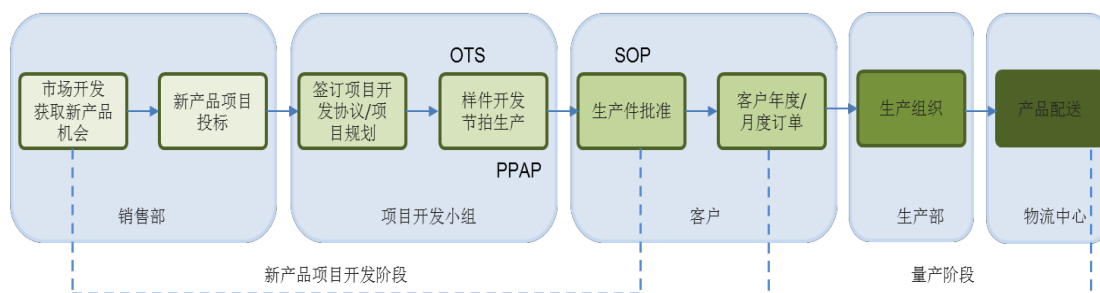 OTS
SOP
市场开发
获取新产品
机会
新产品项目
投标
签订项目开
发协议/项
目规划
样件开发
节拍生产
生产件批准
客户年度/
月度订单
生产组织
产品配送
PPAP
销售部
项目开发小组
客户
生产部
物流中心
新产品项目开发阶段
量产阶段